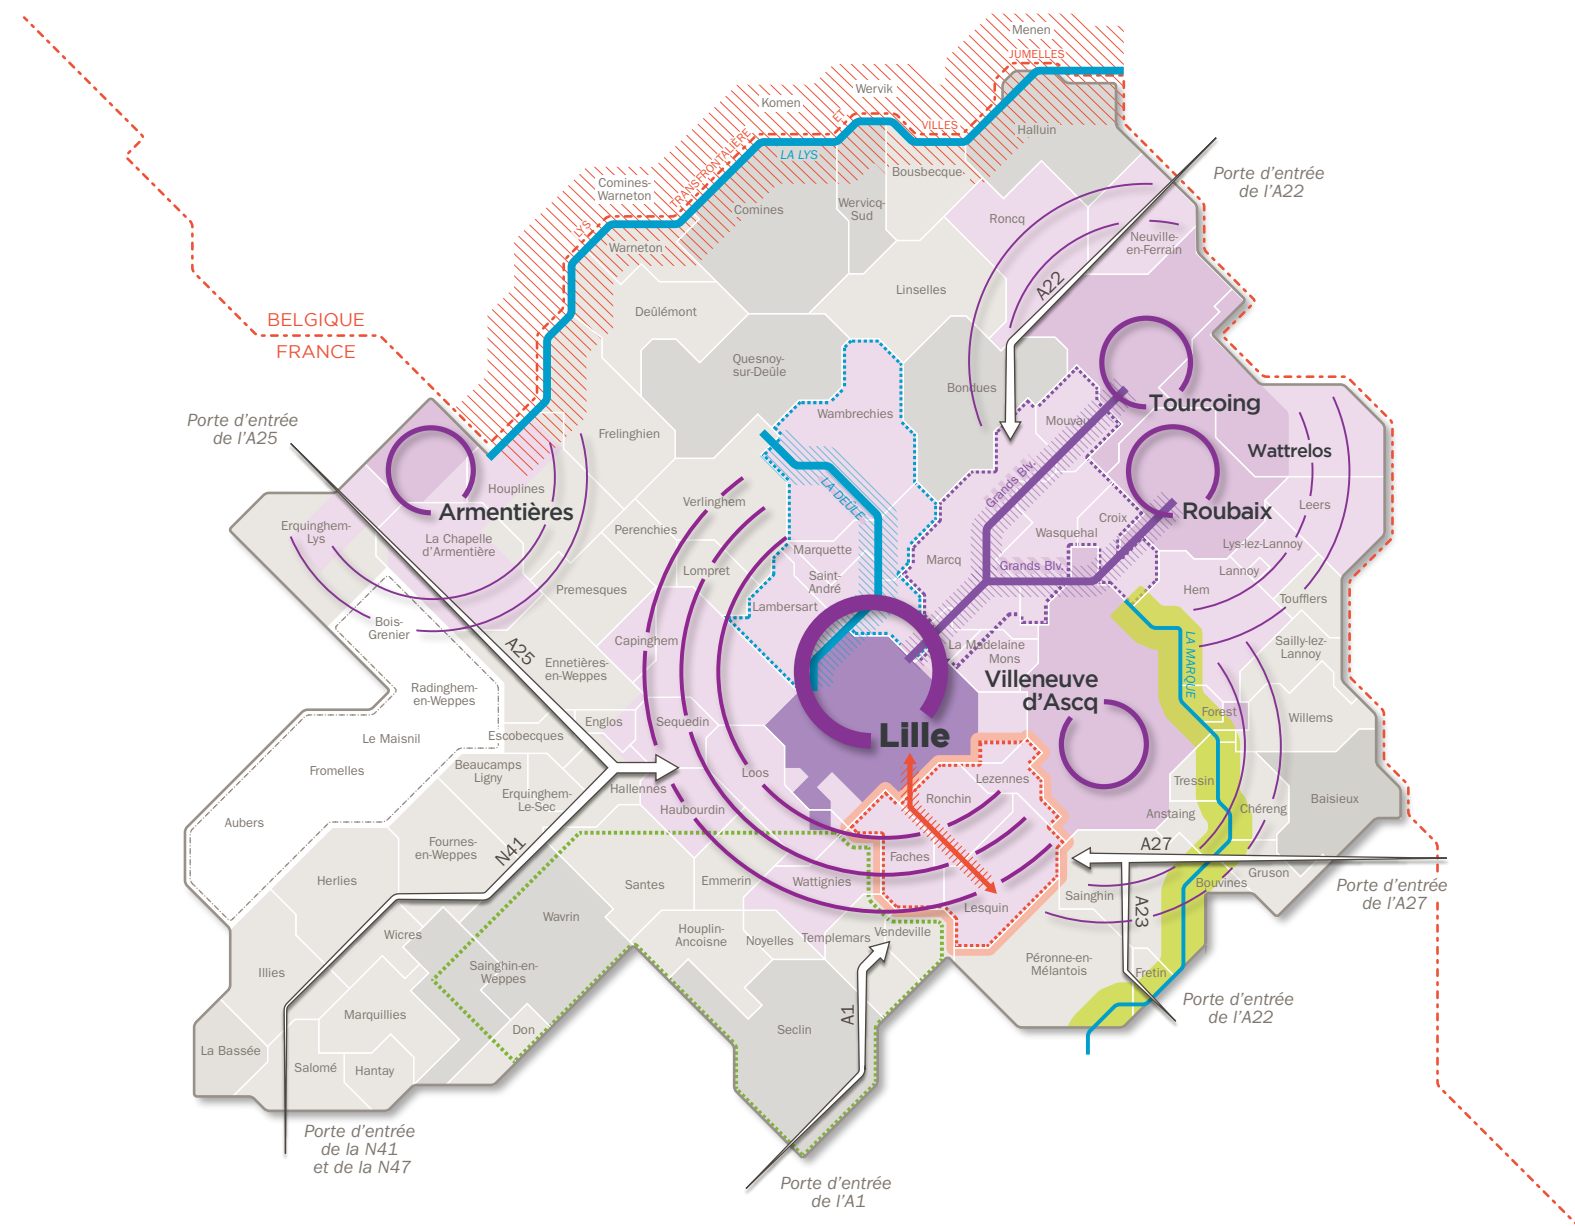 Menen
JUMELLES
Wervik
Komen
ET
VILLES
Halluin
LA LYS
TRANSFRONTALIÈRE
Bousbecque
Porte d'entrée
de l'A22
Comines-
Warneton
Comines
Wervicq-
Sud
Roncq
LYS
Warneton
Neuville-
en-Ferrain
A22
Linselles
Deûlémont
BELGIQUE
FRANCE
Quesnoy-
sur-Deûle
Bondues
Wambrechies
Mouvaux
Tourcoing
Porte d'entrée
de l'A25
Frelinghien
Wattrelos
Grands Blv.
LA DEÛLE
Houplines
Verlinghem
Armentières
Roubaix
Leers
Erquinghem-
Lys
La Chapelle
d'Armentière
Perenchies
Croix
Wasquehal
Lys-lez-Lannoy
Marquette
Marcq
Grands Blv.
Lannoy
Lompret
Saint-
André
Premesques
Hem
Toufflers
Lambersart
Bois-
Grenier
A25
Capinghem
La Madelaine
Mons
Sailly-lez-
Lannoy
LA MARQUE
Ennetières-
en-Weppes
Villeneuve
d'Ascq
Radinghem-
en-Weppes
Englos
Sequedin
Forest
Willems
Le Maisnil
Escobecques
Lille
Fromelles
Beaucamps
Ligny
Loos
Lezennes
Tressin
Erquinghem-
Le-Sec
Hallennes
Haubourdin
Ronchin
Baisieux
Aubers
Anstaing
Chéreng
Fournes-
en-Weppes
N41
A27
Faches
Herlies
Santes
Emmerin
Wattignies
Gruson
Bouvines
Sainghin
Porte d'entrée
de l'A27
Lesquin
A23
Wavrin
Wicres
Houplin-
Ancoisne
Noyelles
Templemars
Vendeville
Illies
Sainghin-en-
Weppes
Péronne-en-
Mélantois
Fretin
Marquillies
Don
Seclin
A1
Porte d'entrée
de l'A22
La Bassée
Salomé
Hantay
Porte d'entrée
de la N41
et de la N47
Porte d'entrée
de l'A1